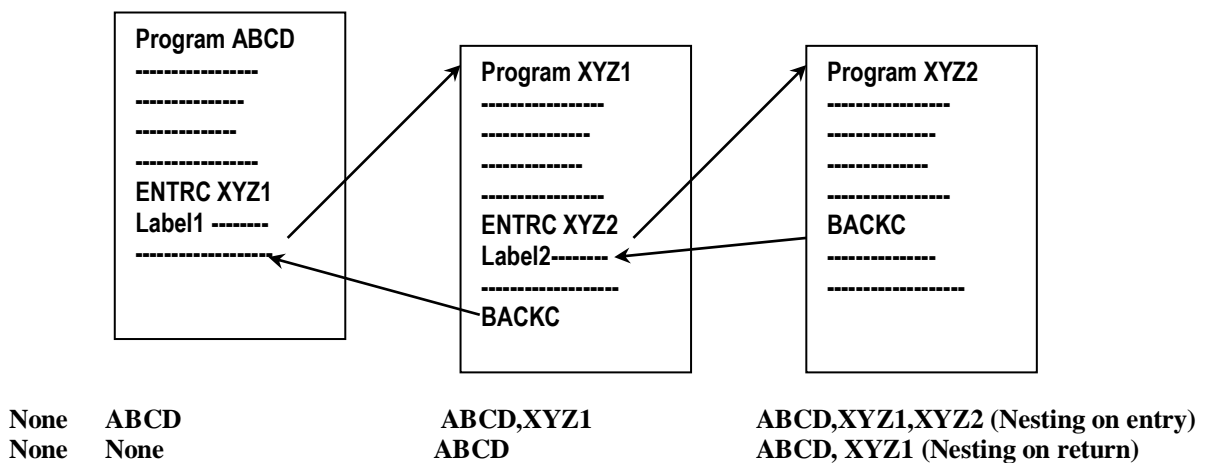 Program ABCD
------------------
---------------
--------------
-----------------
ENTRC XYZ1
Label1 --------
-------------------
Program XYZ1
-----------------
---------------
--------------
-----------------
ENTRC XYZ2
Label2--------
-------------------
BACKC
Program XYZ2
-----------------
---------------
--------------
-----------------
BACKC
---------------
-------------------
None ABCD ABCD,XYZ1 ABCD,XYZ1,XYZ2 (Nesting on entry)
None None ABCD ABCD, XYZ1 (Nesting on return)